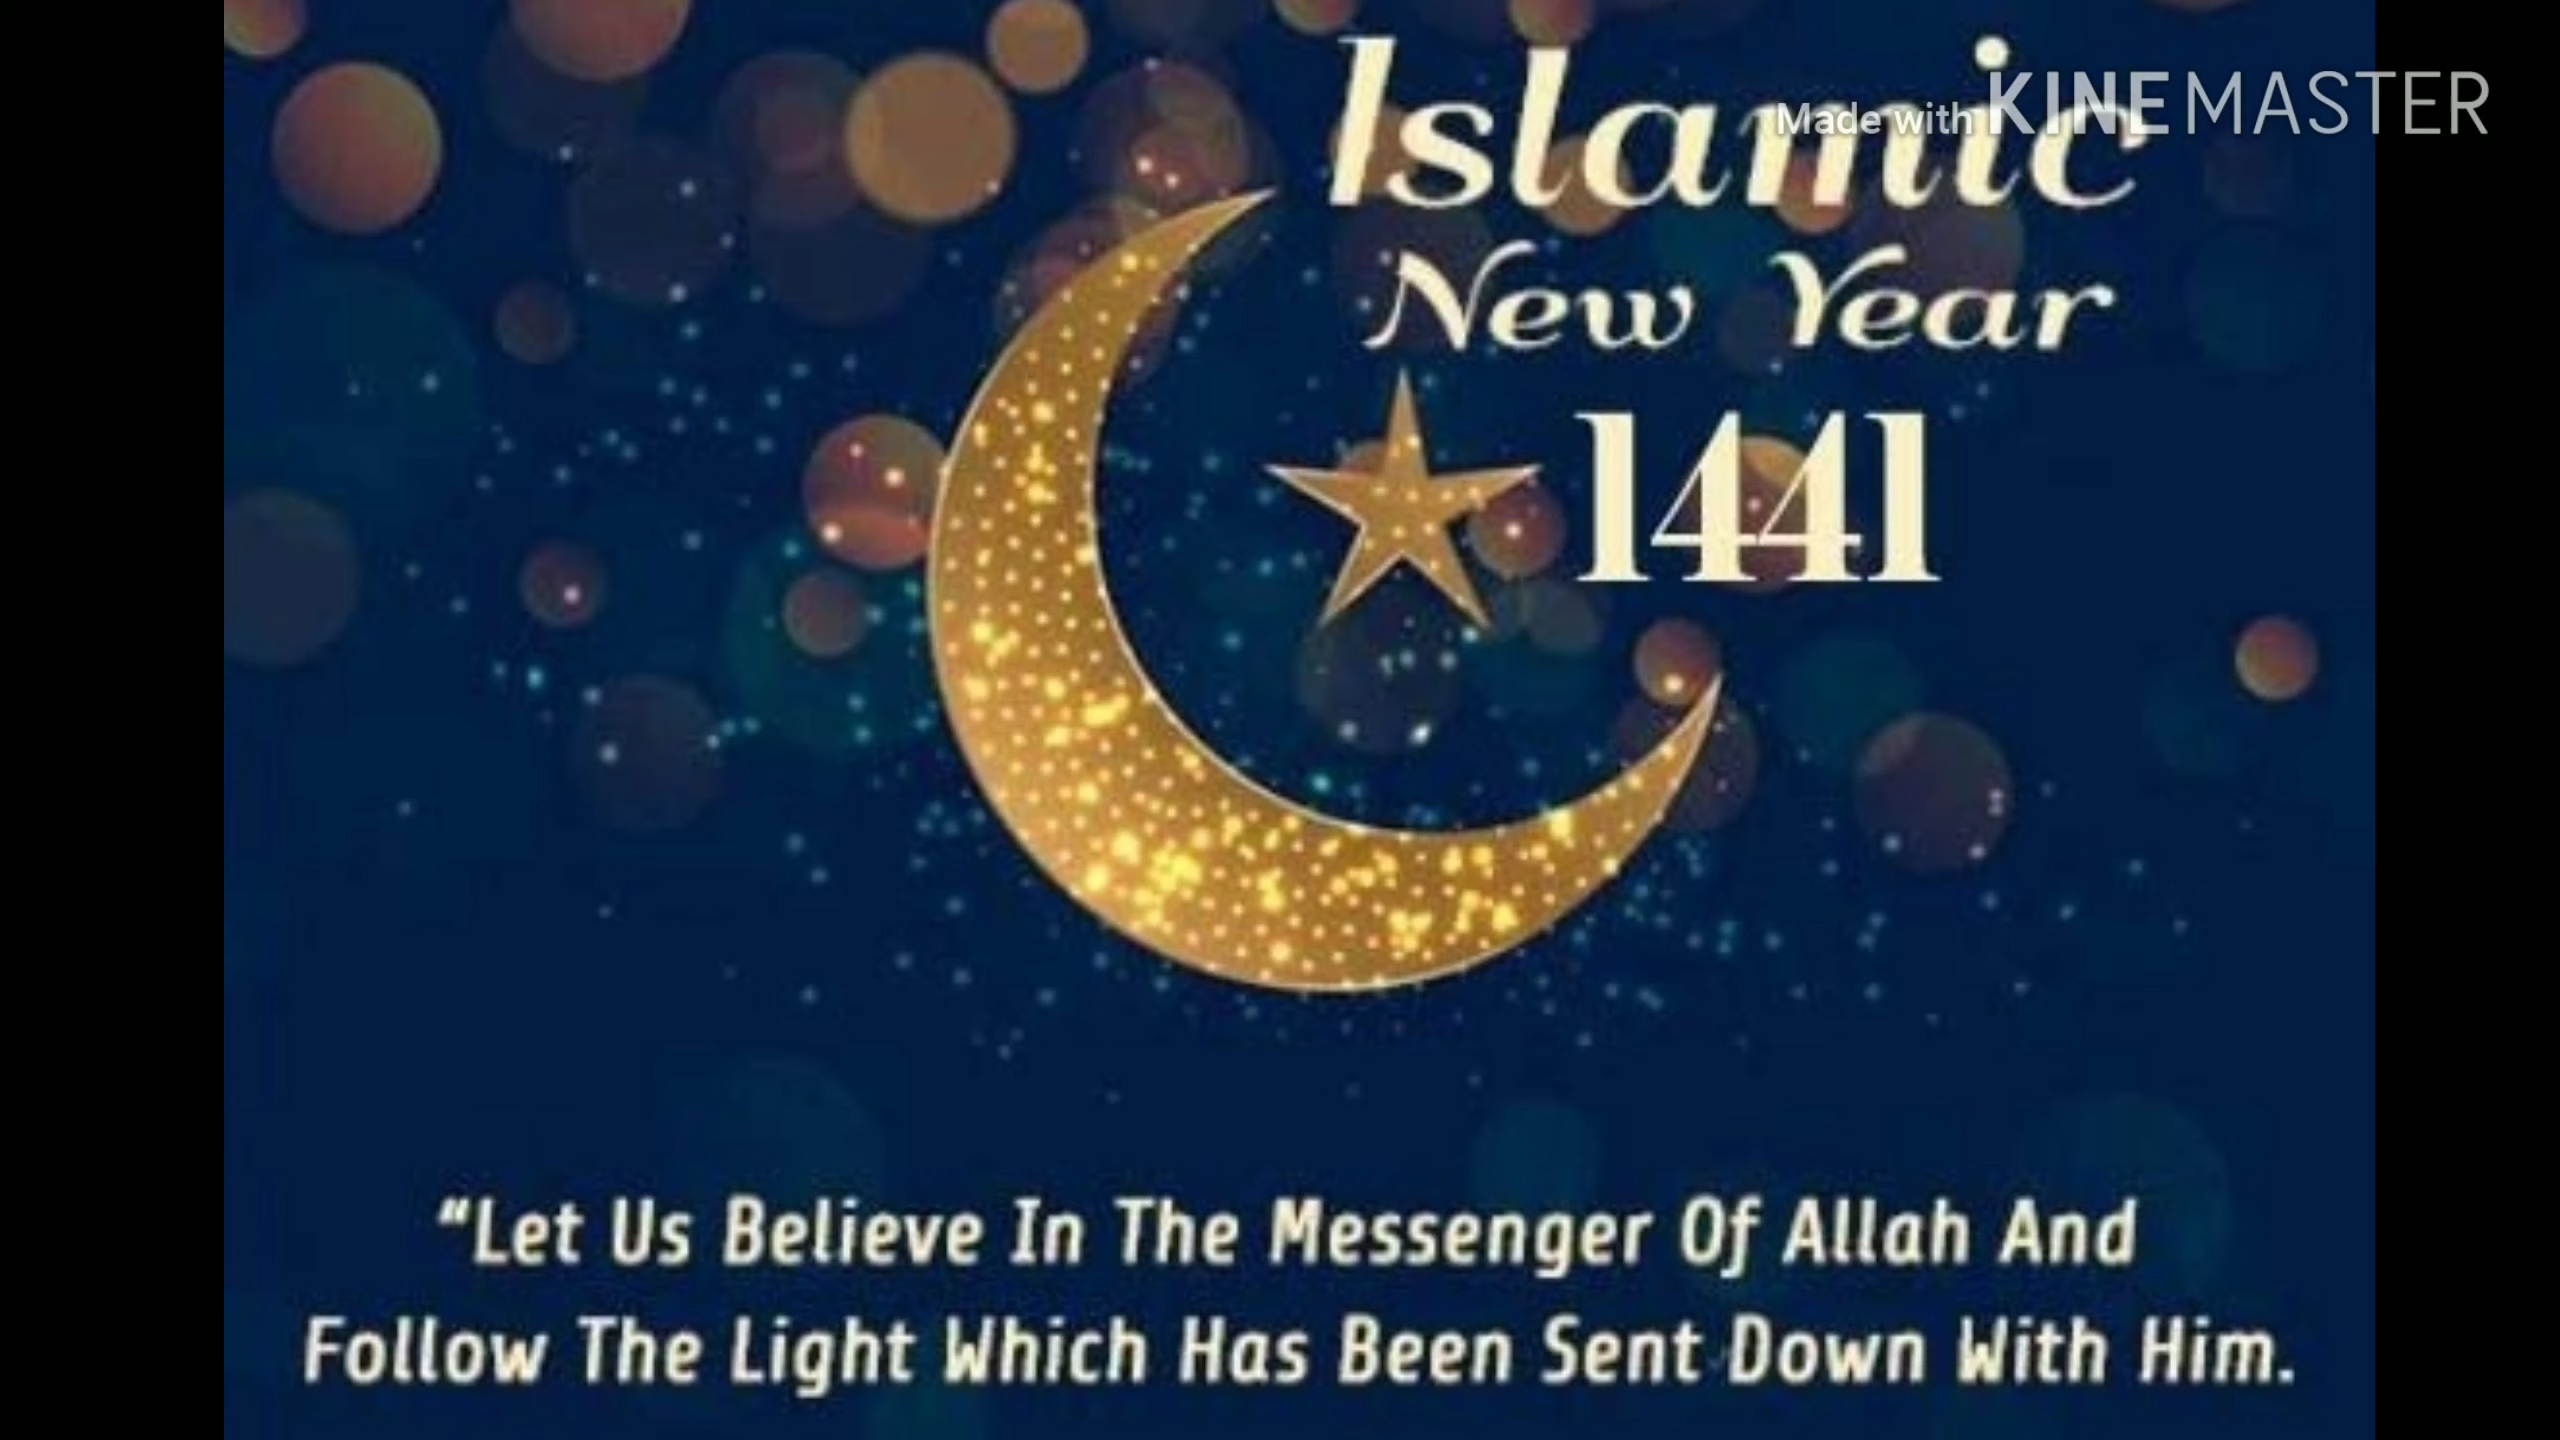 Islamic
Made with KINEMASTER
New Year
1441
“Let Us Believe In The Messenger Of Allah And
Follow The Light Which Has Been Sent Down With Him.